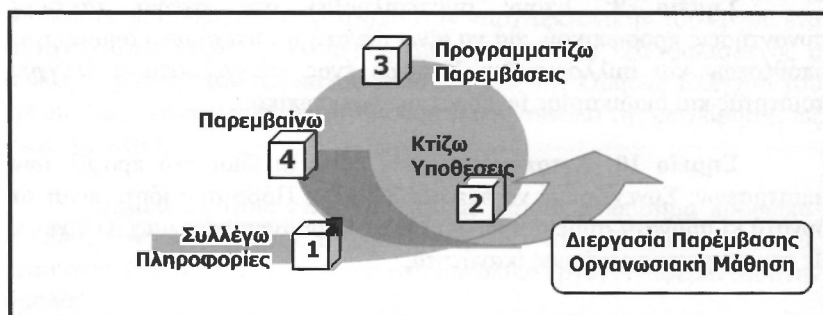 3
Προγραμματίζω
Παρεμβάσεις
Παρεμβαίνω
4
Κτίζω
Υποθέσεις
2
Συλλέγω
Πληροφορίες
1
Διεργασία Παρέμβασης
Οργανωσιακή Μάθηση